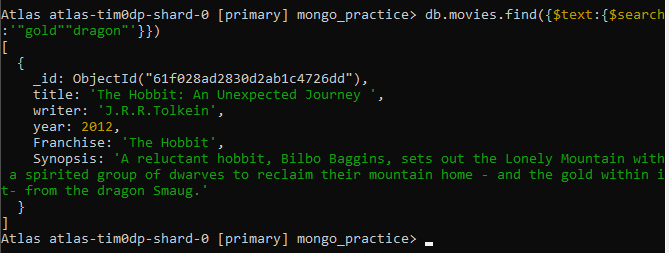 Atlas atlas-tim0dp-shard-0 [primary] mongo_practice> db.movies.find({$text:{$search
:'"gold""dragon"'}})
[
  {
    _id: ObjectId("61f028ad2830d2ab1c4726dd"),
    title: 'The Hobbit: An Unexpected Journey ',
    writer: 'J.R.R.Tolkein',
    year: 2012,
    Franchise: 'The Hobbit',
    Synopsis: 'A reluctant hobbit, Bilbo Baggins, sets out the Lonely Mountain with
 a spirited group of dwarves to reclaim their mountain home - and the gold within i
t- from the dragon Smaug.'
  }
]
Atlas atlas-tim0dp-shard-0 [primary] mongo_practice>